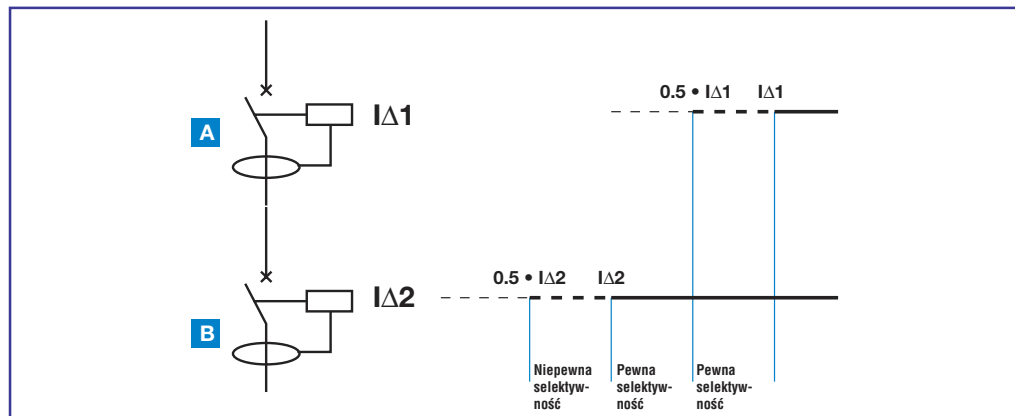 0.5 • IΔ1 IΔ1
IΔ1
A
0.5 • IΔ2 IΔ2
IΔ2
B
Niepewna
selektyw-
ność
Pewna
selektyw-
ność
Pewna
selektyw-
ność